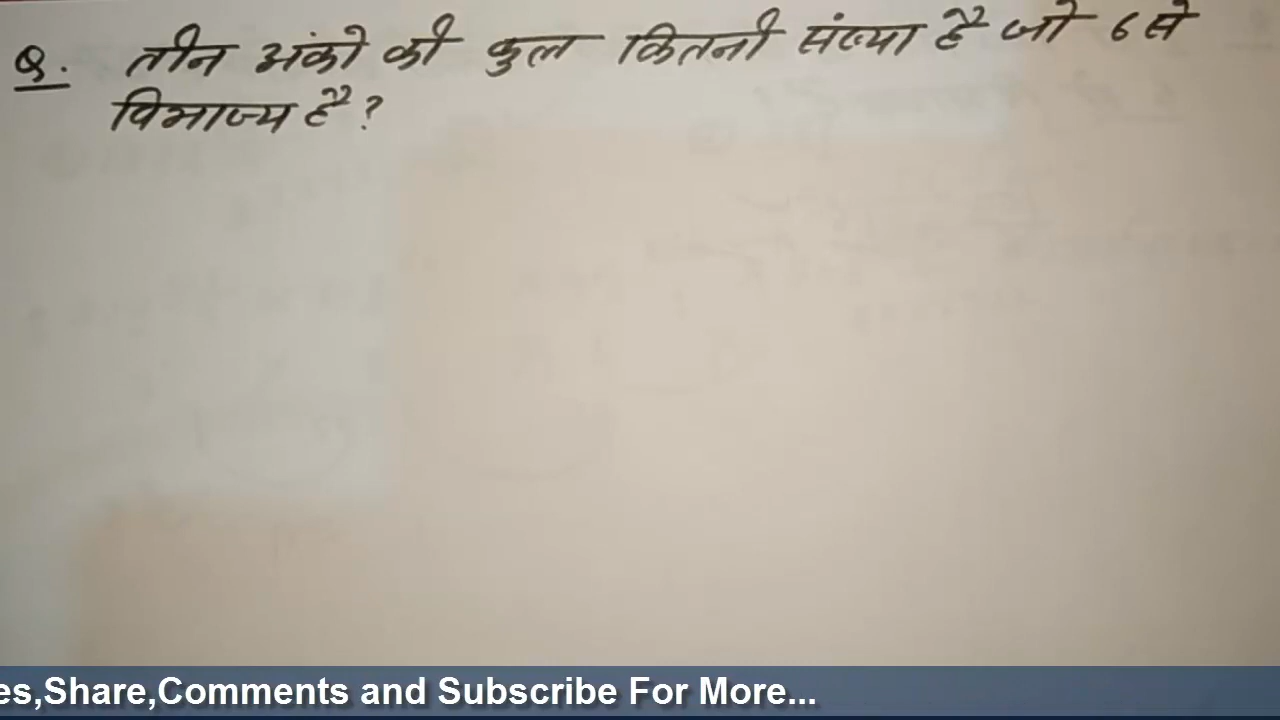 Q. तीन अंको की कुल कितनी संख्या है जो 6 से
विभाज्य है?
es,Share,Comments and Subscribe For More...